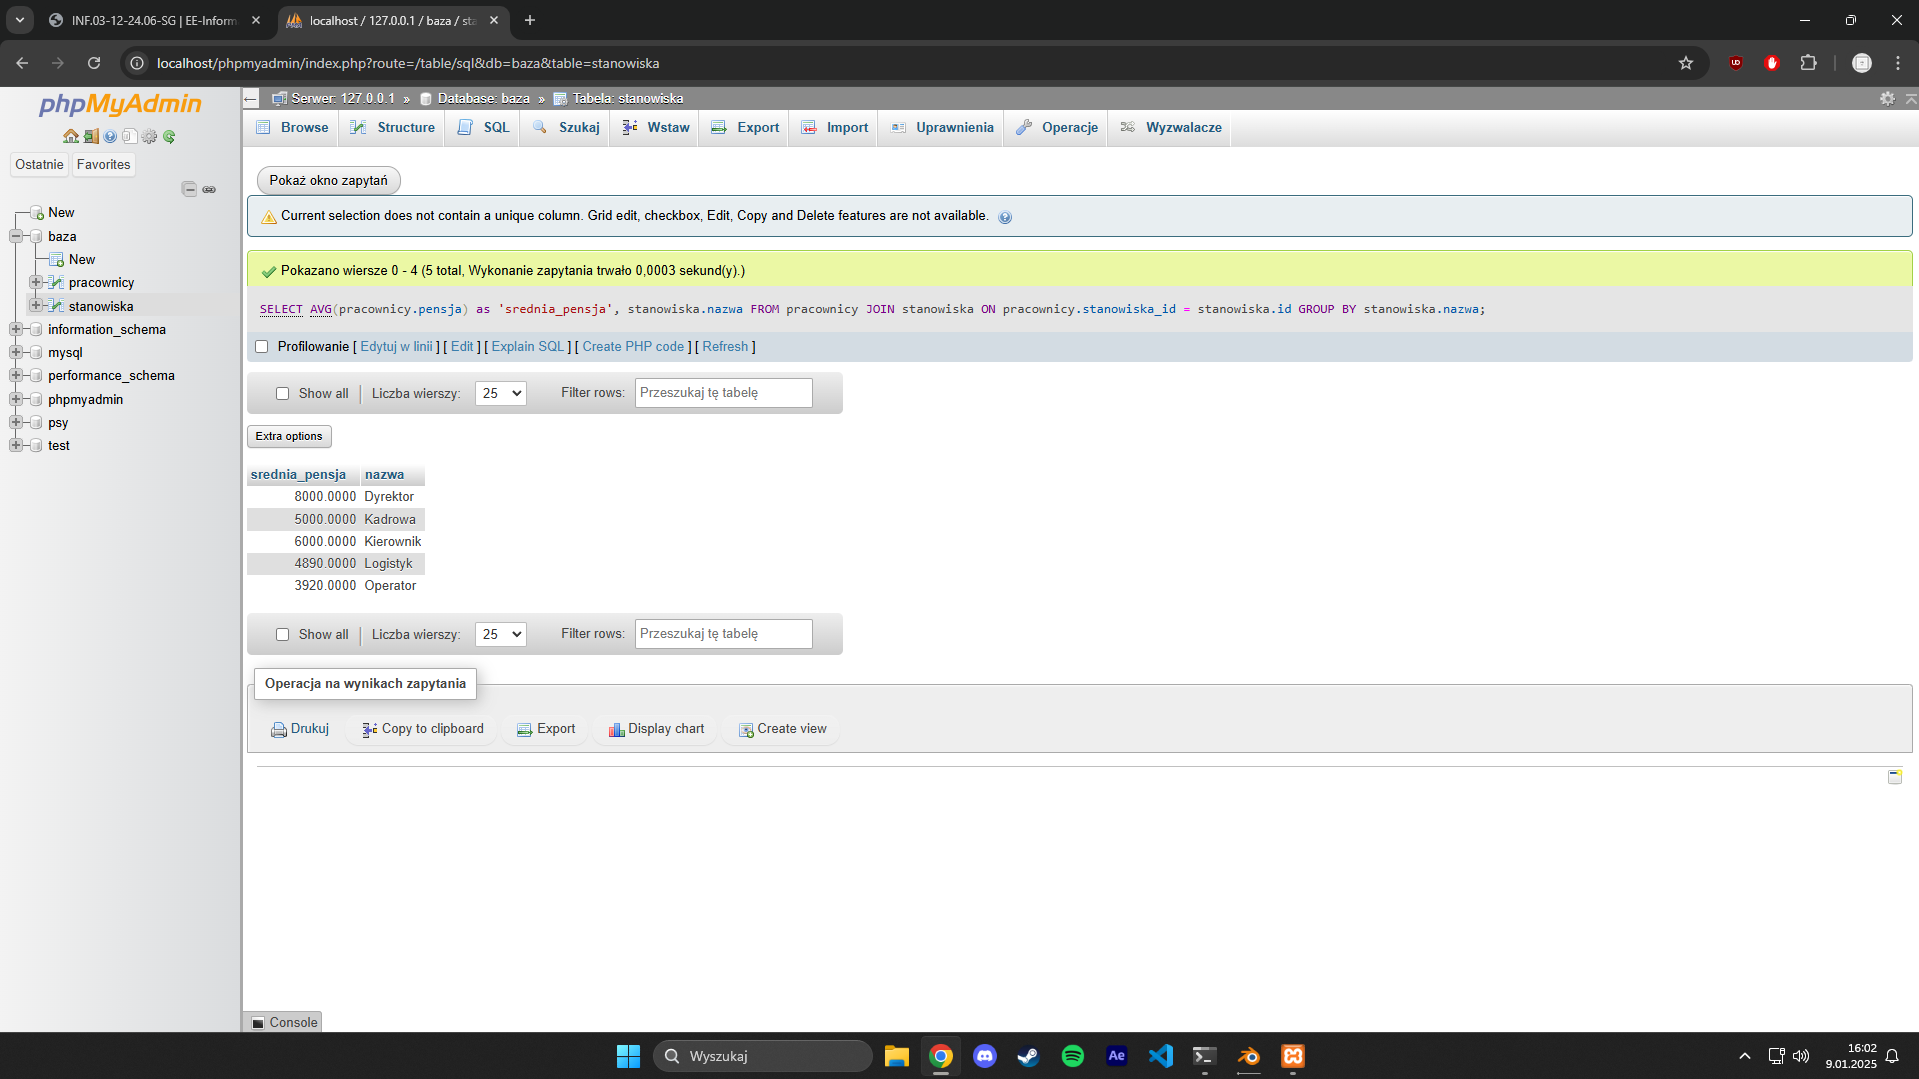 INF.03-12-24.06-SG | EE-Inform
localhost / 127.0.0.1 / baza / sta
localhost/phpmyadmin/index.php?route=/table/sql&db=baza&table=stanowiska
phpMyAdmin
Ostatnie Favorites
New
baza
New
pracownicy
stanowiska
information_schema
mysql
performance_schema
phpmyadmin
psy
test
Serwer: 127.0.0.1 » Database: baza » Tabela: stanowiska
Browse Structure SQL Szukaj Wstaw Export Import Uprawnienia Operacje Wyzwalacze
Pokaż okno zapytań
Current selection does not contain a unique column. Grid edit, checkbox, Edit, Copy and Delete features are not available.
Pokazano wiersze 0 - 4 (5 total, Wykonanie zapytania trwało 0,0003 sekund(y).)
SELECT AVG(pracownicy.pensja) as 'srednia_pensja', stanowiska.nazwa FROM pracownicy JOIN stanowiska ON pracownicy.stanowiska_id = stanowiska.id GROUP BY stanowiska.nazwa;
Profilowanie [ Edytuj w linii ] [ Edit ] [ Explain SQL ] [ Create PHP code ] [ Refresh ]
Show all Liczba wierszy: 25 Filter rows: Przeszukaj tę tabelę
Extra options
srednia_pensja nazwa
8000.0000 Dyrektor
5000.0000 Kadrowa
6000.0000 Kierownik
4890.0000 Logistyk
3920.0000 Operator
Show all Liczba wierszy: 25 Filter rows: Przeszukaj tę tabelę
Operacja na wynikach zapytania
Drukuj Copy to clipboard Export Display chart Create view
Console
Wyszukaj
Ae
16:02
9.01.2025